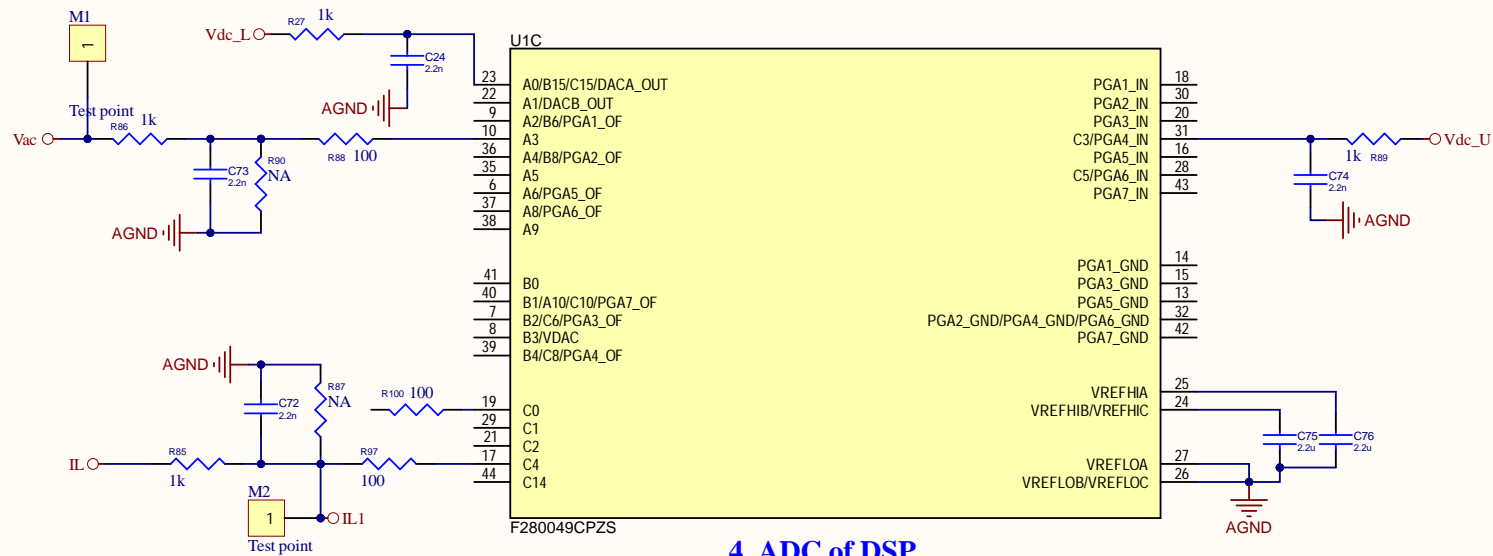 M1
1
Test point
Vdc_L
R27
1k
C24
2.2n
AGND
Vac
R86
1k
C73
2.2n
R90
NA
R88
100
AGND
U1C
23
A0/B15/C15/DACA_OUT
22
A1/DACB_OUT
9
A2/B6/PGA1_OF
10
A3
36
A4/B8/PGA2_OF
35
A5
6
A6/PGA5_OF
37
A8/PGA6_OF
38
A9
41
B0
40
B1/A10/C10/PGA7_OF
7
B2/C6/PGA3_OF
8
B3/VDAC
39
B4/C8/PGA4_OF
19
C0
29
C1
21
C2
17
C4
44
C14
PGA1_IN
18
PGA2_IN
30
PGA3_IN
20
C3/PGA4_IN
31
PGA5_IN
16
C5/PGA6_IN
28
PGA7_IN
43
PGA1_GND
14
PGA3_GND
15
PGA5_GND
13
PGA2_GND/PGA4_GND/PGA6_GND
32
PGA7_GND
42
VREFHIA
25
VREFHIB/VREFHIC
24
VREFLOA
27
VREFLOB/VREFLOC
26
F280049CPZS
1k
R89
Vdc_U
C74
2.2n
AGND
C75
2.2u
C76
2.2u
AGND
AGND
C72
2.2n
R87
NA
R100
100
IL
R85
1k
R97
100
M2
1
IL1
Test point
4. ADC of DSP